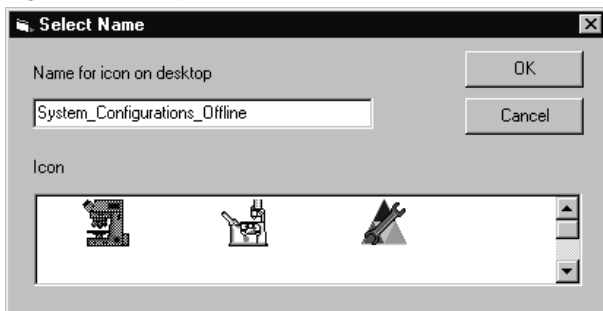 Select Name
Name for icon on desktop
OK
System_Configurations_Offline
Cancel
Icon